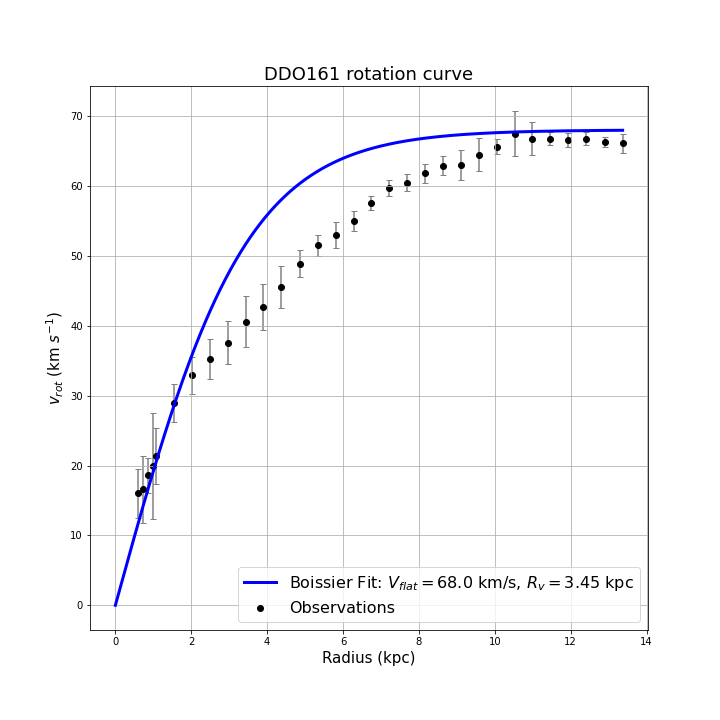 DDO161 rotation curve
70
60
50
40
30
20
10
0
v_rot (km s⁻¹)
0 2 4 6 8 10 12 14
Radius (kpc)
Boissier Fit: V_flat = 68.0 km/s, R_v = 3.45 kpc
Observations